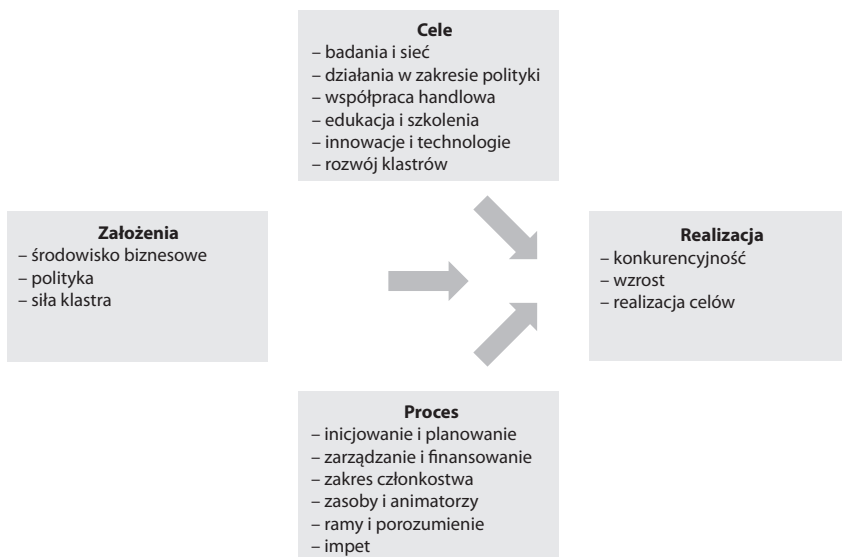 Cele
– badania i sieć
– działania w zakresie polityki
– współpraca handlowa
– edukacja i szkolenia
– innowacje i technologie
– rozwój klastrów
Założenia
– środowisko biznesowe
– polityka
– siła klastra
Realizacja
– konkurencyjność
– wzrost
– realizacja celów
Proces
– inicjowanie i planowanie
– zarządzanie i finansowanie
– zakres członkostwa
– zasoby i animatorzy
– ramy i porozumienie
– impet